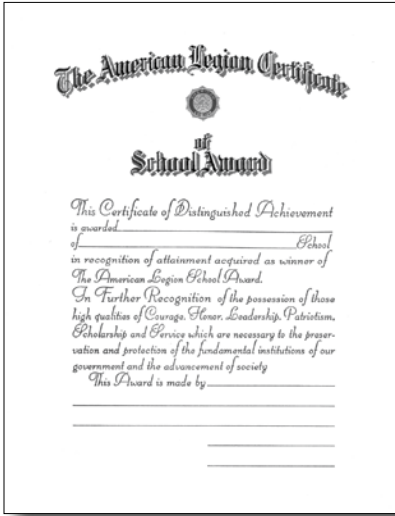 The American Legion Certificate
of
School Award
This Certificate of Distinguished Achievement
is awarded
of School
in recognition of attainment acquired as winner of
The American Legion School Award.
In Further Recognition of the possession of those
high qualities of Courage, Honor, Leadership, Patriotism,
Scholarship and Service which are necessary to the preser-
vation and protection of the fundamental institutions of our
government and the advancement of society
This Award is made by